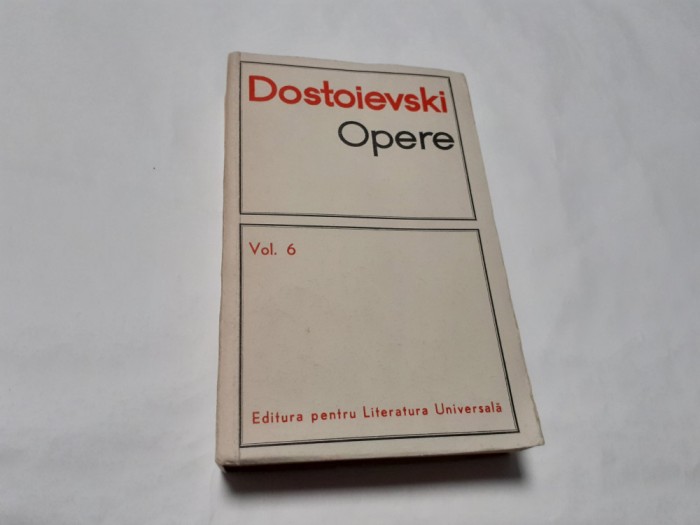 Dostoievski
Opere
Vol. 6
Editura pentru Literatura Universală